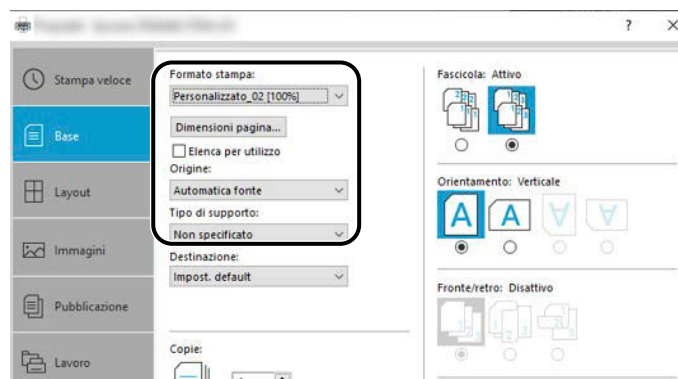 ?
Stampa veloce
Base
Layout
Immagini
Pubblicazione
Lavoro
Formato stampa:
Personalizzato_02 [100%]
Dimensioni pagina...
Elenca per utilizzo
Origine:
Automatica fonte
Tipo di supporto:
Non specificato
Destinazione:
Impost. default
Copie:
Fascicola: Attivo
Orientamento: Verticale
A A A A
Fronte/retro: Disattivo